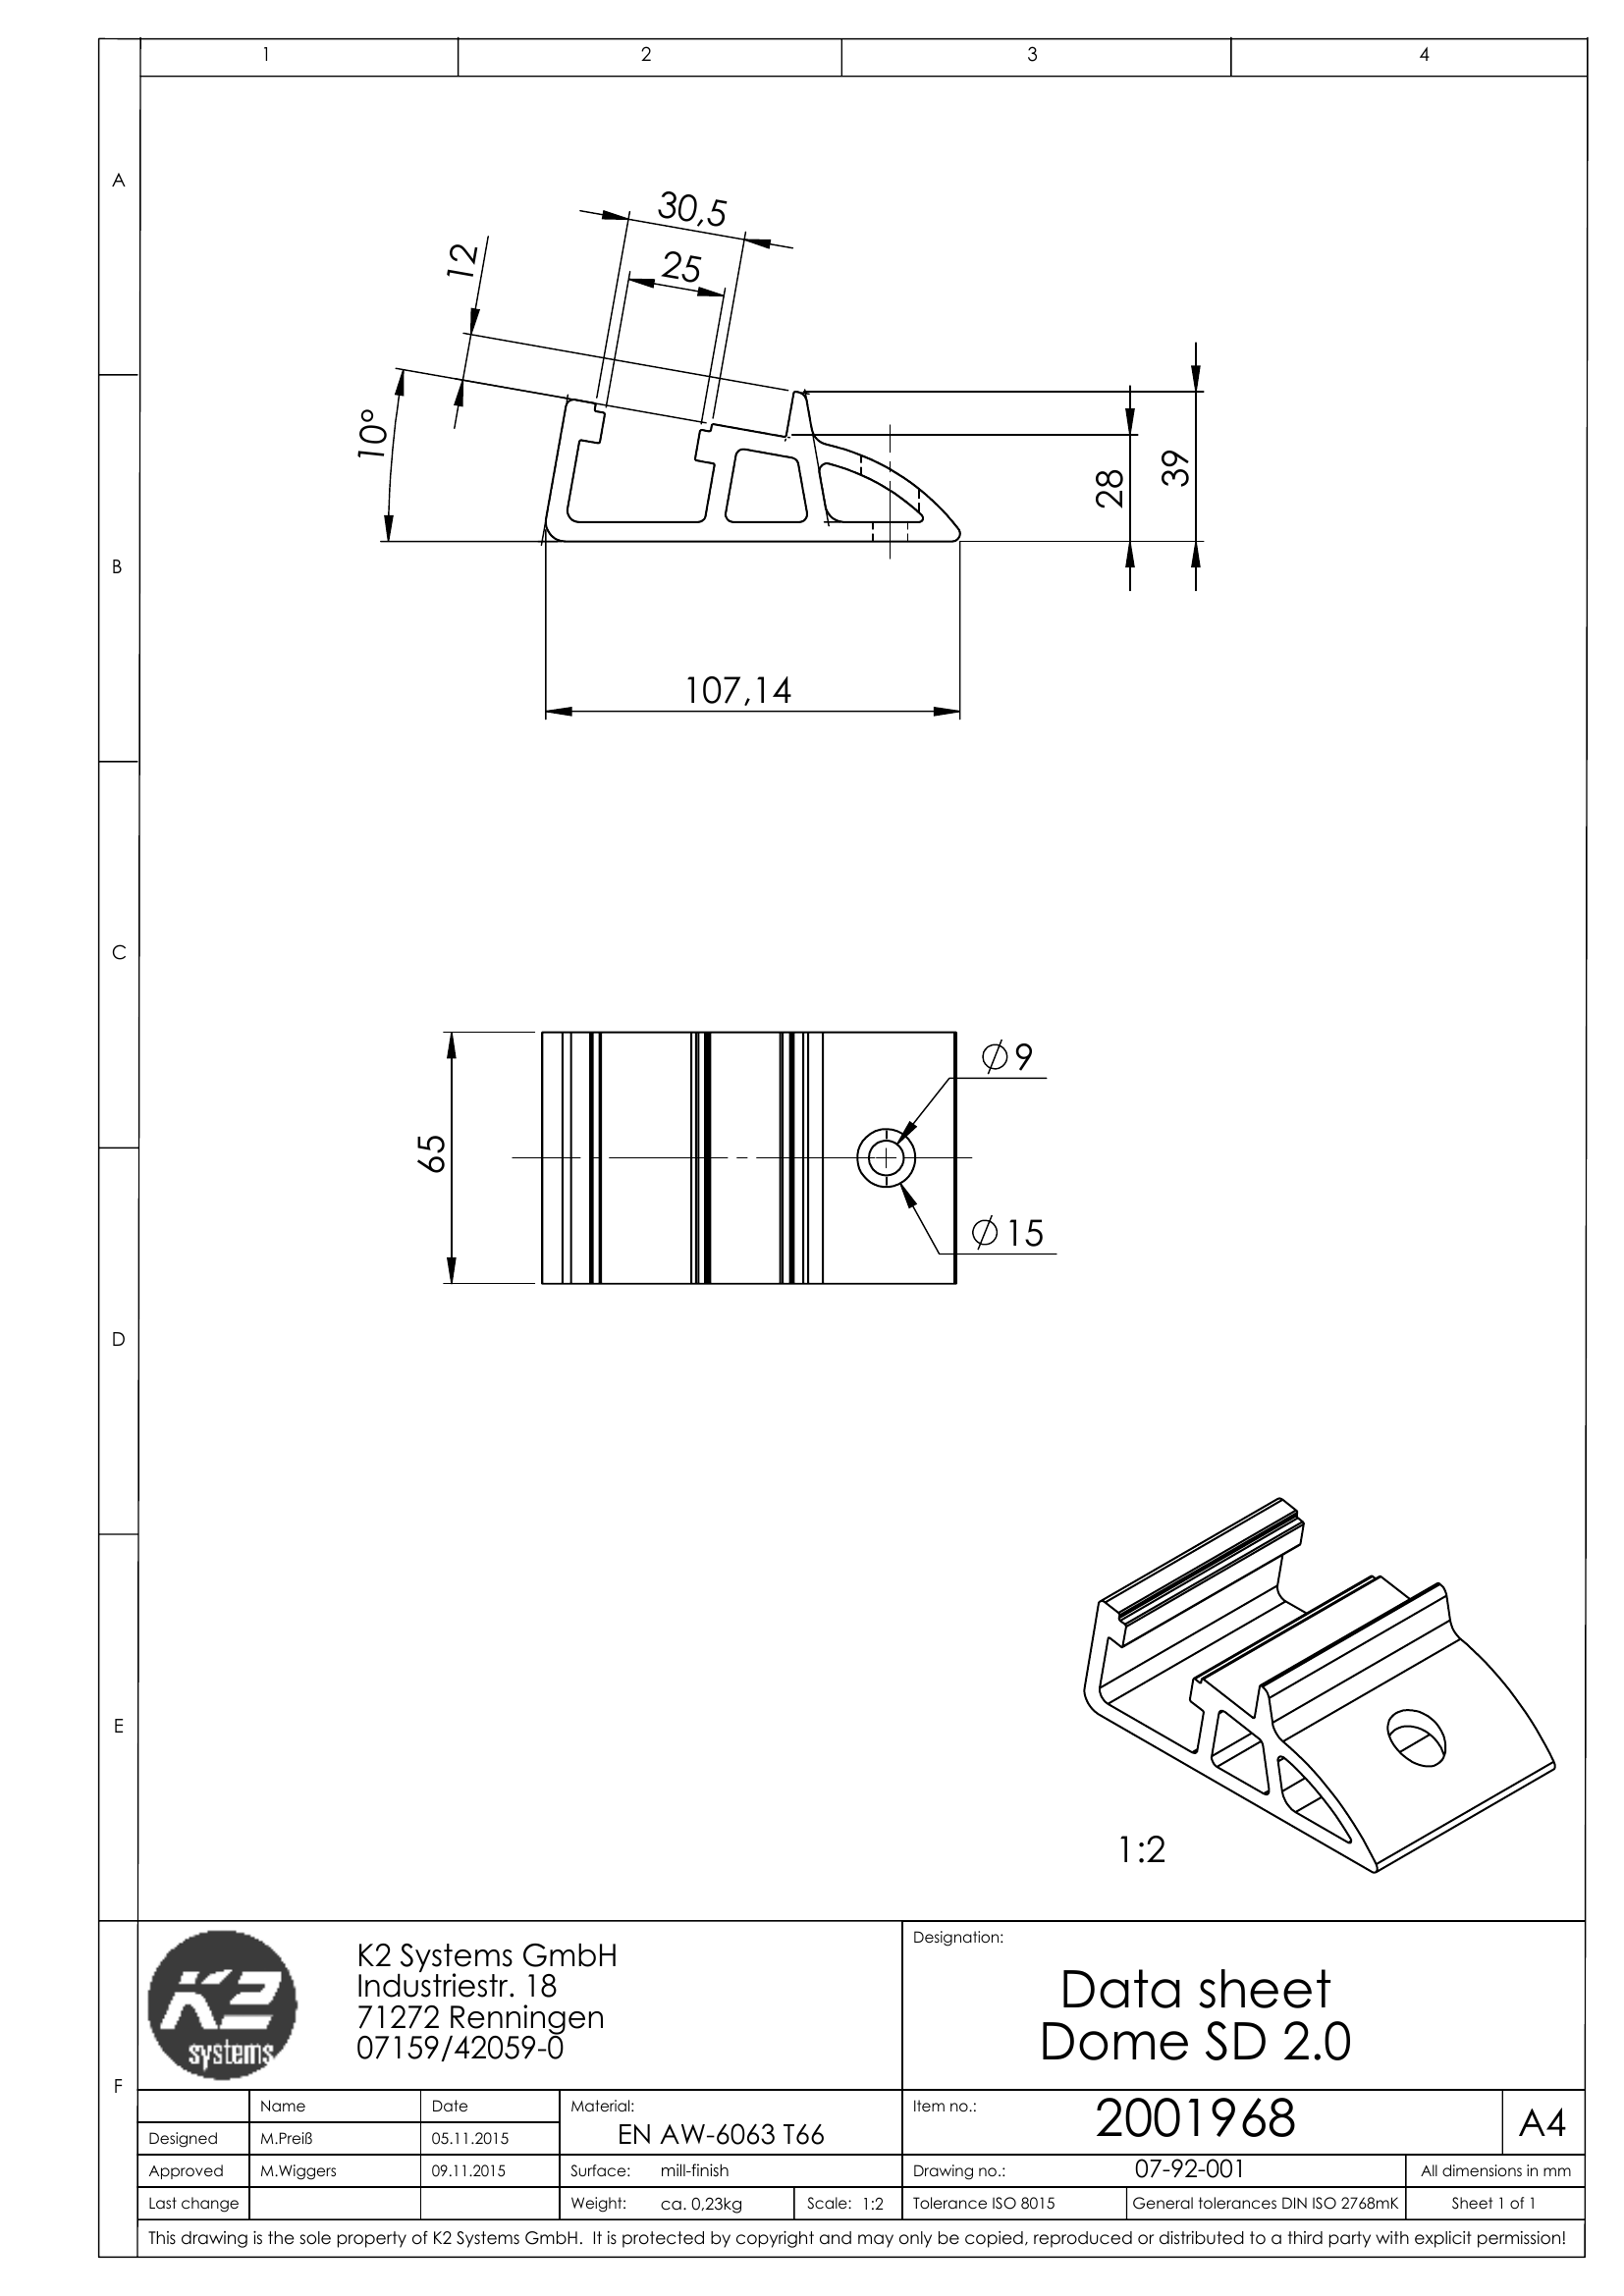 1 2 3 4
A
B
C
D
E
F
30,5
25
12
10°
28
39
107,14
65
⌀9
⌀15
1:2
K2
systems
K2 Systems GmbH
Industriestr. 18
71272 Renningen
07159/42059-0
Designation:
Data sheet
Dome SD 2.0
Name Date Material: Item no.: 2001968 A4
Designed M.Preiß 05.11.2015 EN AW-6063 T66
Approved M.Wiggers 09.11.2015 Surface: mill-finish Drawing no.: 07-92-001 All dimensions in mm
Last change Weight: ca. 0,23kg Scale: 1:2 Tolerance ISO 8015 General tolerances DIN ISO 2768mK Sheet 1 of 1
This drawing is the sole property of K2 Systems GmbH. It is protected by copyright and may only be copied, reproduced or distributed to a third party with explicit permission!